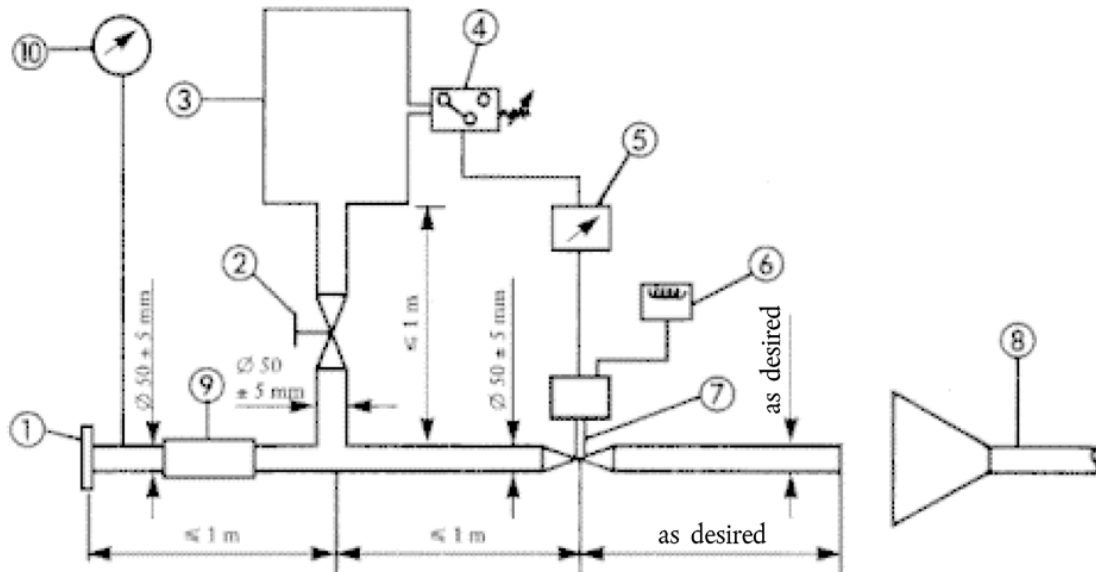 10
4
3
5
2
6
≤ 1 m
Ø 50 ± 5 mm
as desired
8
Ø 50 ± 5 mm
Ø 50
± 5 mm
9
7
1
≤ 1 m
≤ 1 m
as desired